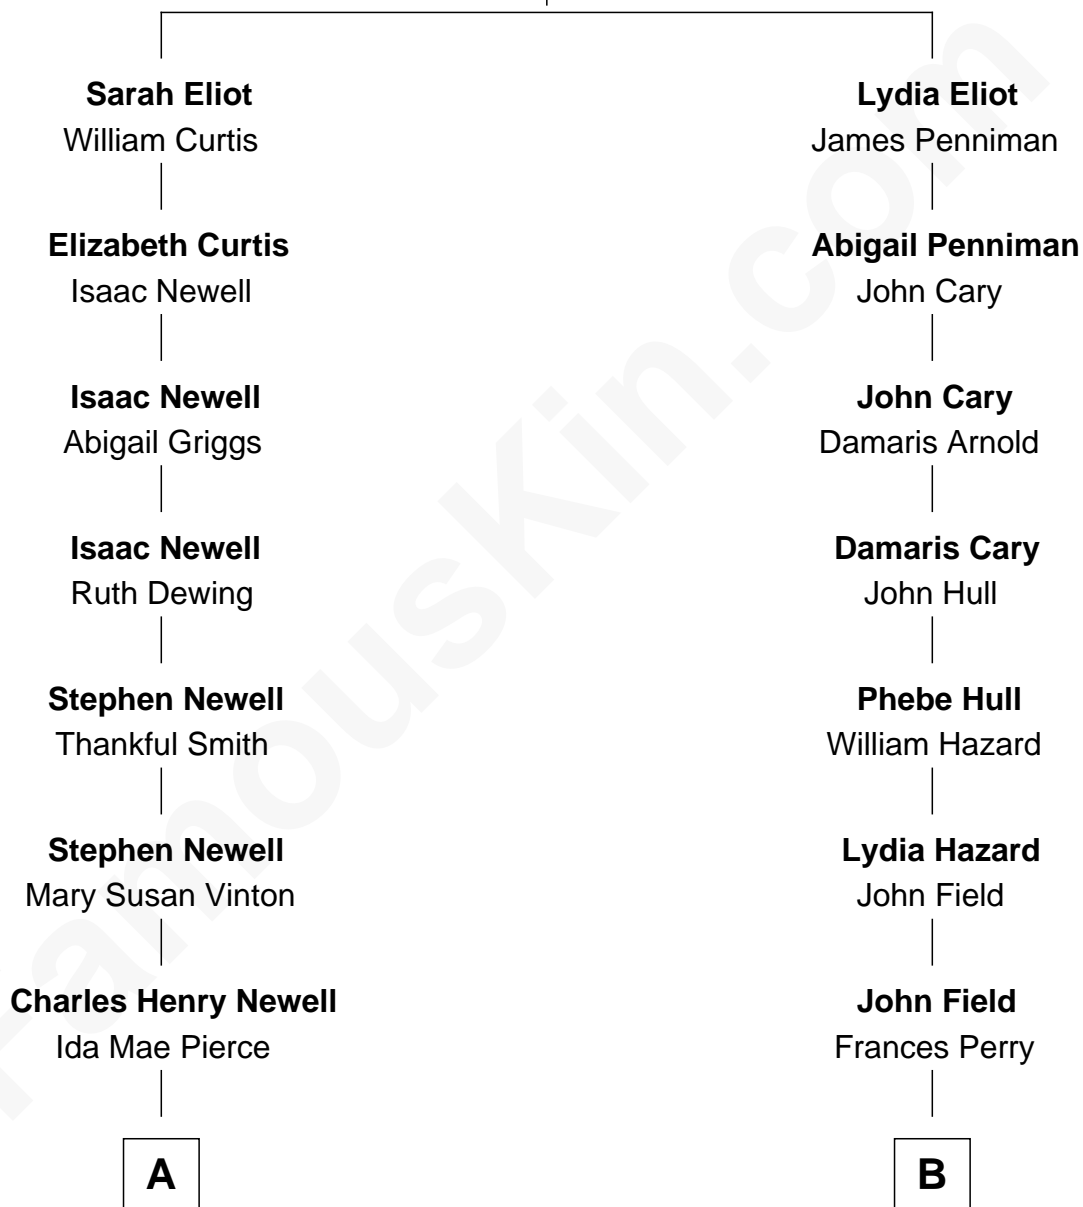 Sarah Eliot
William Curtis
Elizabeth Curtis
Isaac Newell
Isaac Newell
Abigail Griggs
Isaac Newell
Ruth Dewing
Stephen Newell
Thankful Smith
Stephen Newell
Mary Susan Vinton
Charles Henry Newell
Ida Mae Pierce
A
Lydia Eliot
James Penniman
Abigail Penniman
John Cary
John Cary
Damaris Arnold
Damaris Cary
John Hull
Phebe Hull
William Hazard
Lydia Hazard
John Field
John Field
Frances Perry
B
FamousKin.com